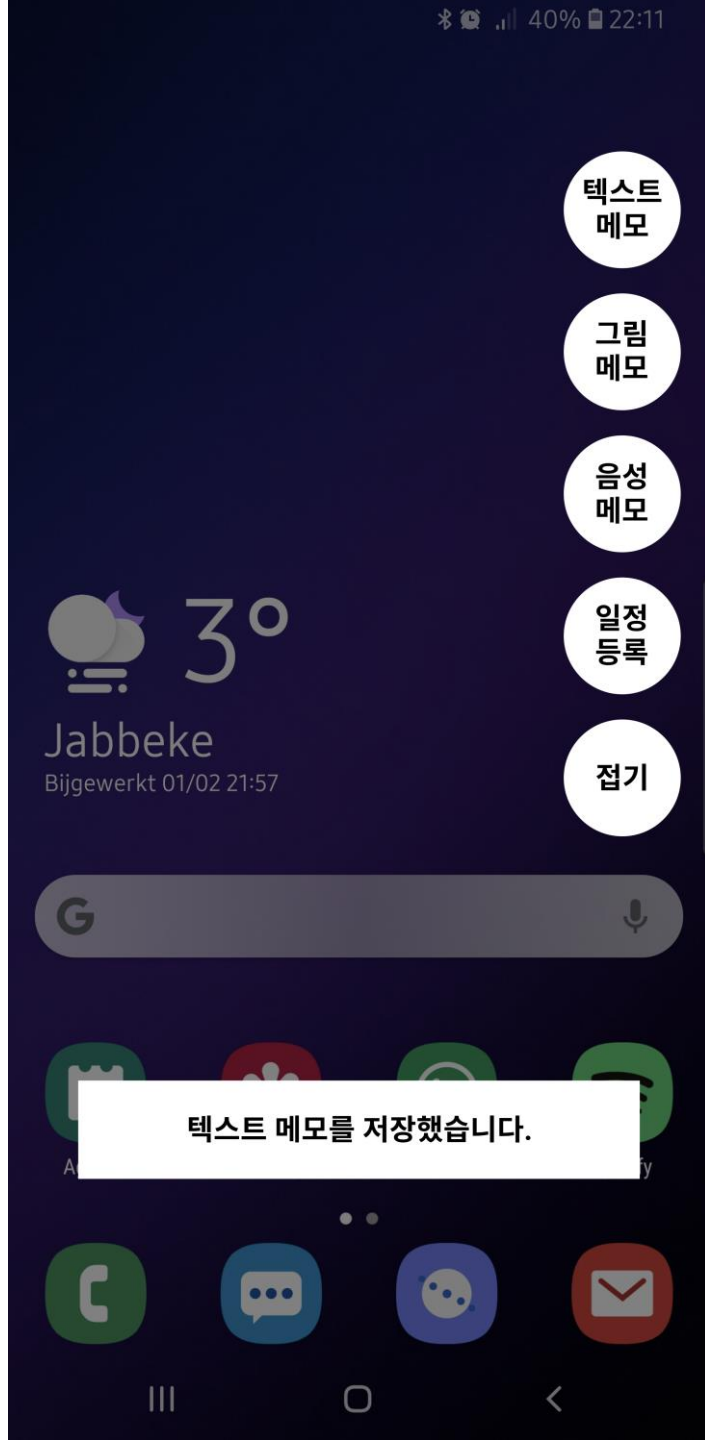 40% 22:11
텍스트
메모
그림
메모
음성
메모
일정
등록
3°
Jabbeke
Bijgewerkt 01/02 21:57
접기
G
텍스트 메모를 저장했습니다.